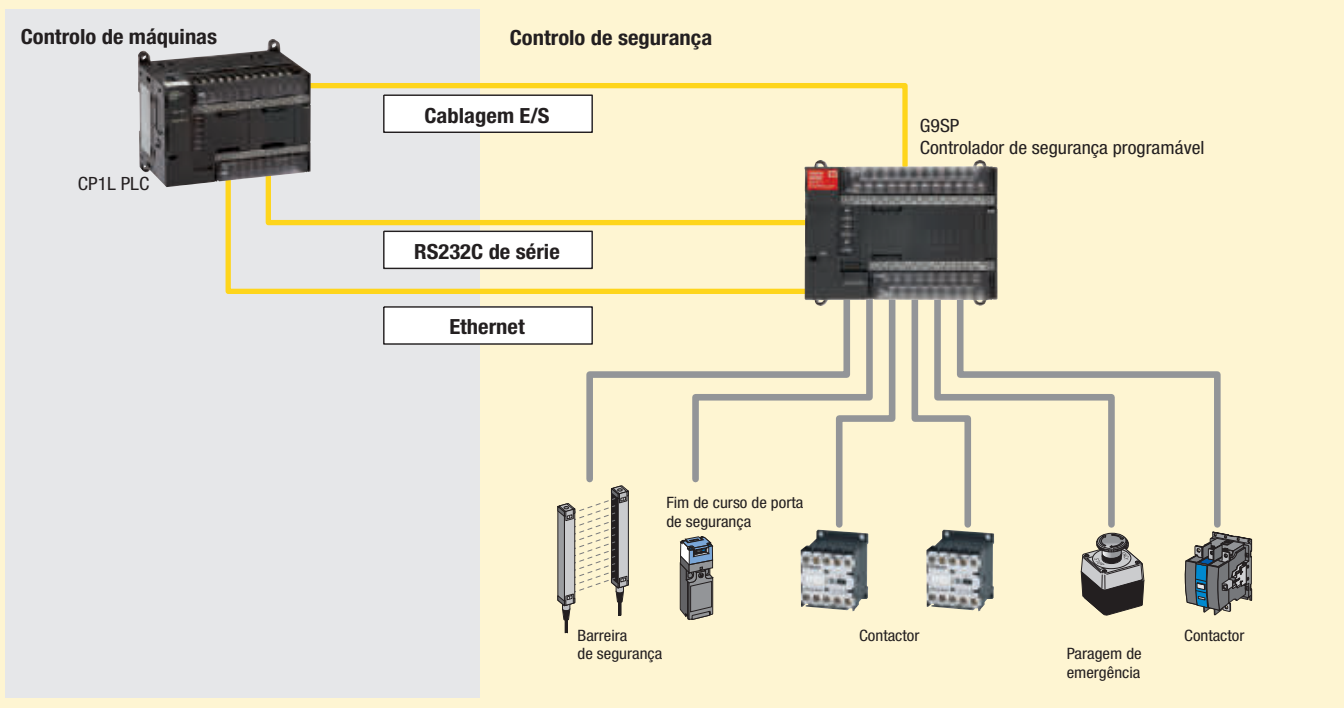 Controlo de máquinas
Controlo de segurança
Cablagem E/S
G9SP
Controlador de segurança programável
CP1L PLC
RS232C de série
Ethernet
Fim de curso de porta
de segurança
Barreira
de segurança
Contactor
Paragem de
emergência
Contactor